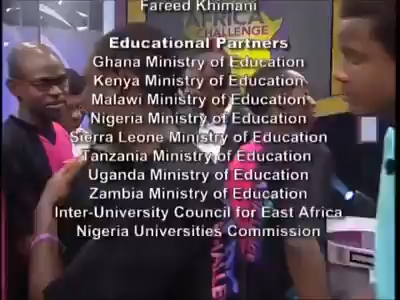 Fareed Khimani
AFRICA
CHALLENGE
Educational Partners
Ghana Ministry of Education
Kenya Ministry of Education
Malawi Ministry of Education
Nigeria Ministry of Education
Sierra Leone Ministry of Education
Tanzania Ministry of Education
Uganda Ministry of Education
Zambia Ministry of Education
Inter-University Council for East Africa
Nigeria Universities Commission